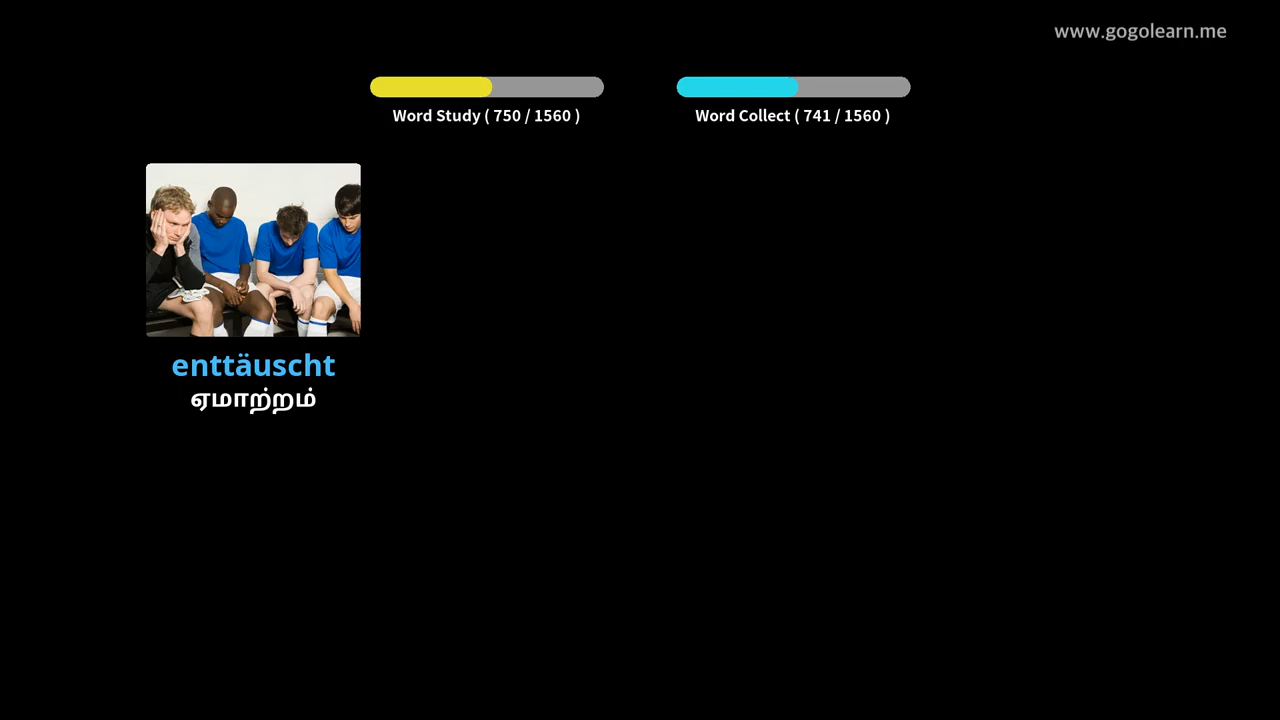 www.gogolearn.me
Word Study ( 750 / 1560 )
Word Collect ( 741 / 1560 )
enttäuscht
ஏமாற்றம்